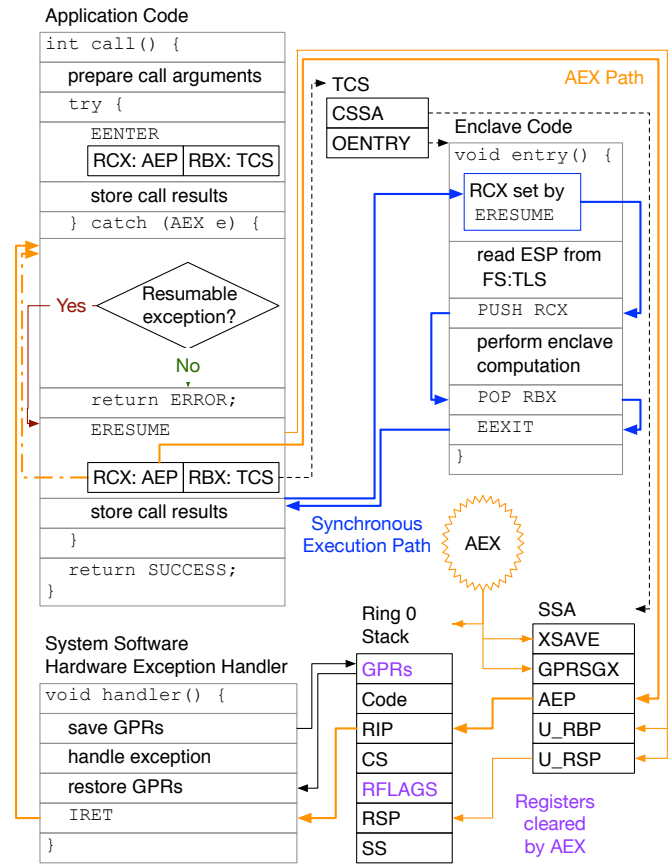 Application Code
int call() {
prepare call arguments
try {
EENTER
RCX: AEP RBX: TCS
store call results
} catch (AEX e) {
Resumable
exception?
Yes
No
return ERROR;
ERESUME
RCX: AEP RBX: TCS
store call results
}
return SUCCESS;
}
AEX Path
TCS
CSSA
OENTRY
Enclave Code
void entry() {
RCX set by
ERESUME
read ESP from
FS:TLS
PUSH RCX
perform enclave
computation
POP RBX
EEXIT
}
Synchronous
Execution Path
AEX
System Software
Hardware Exception Handler
void handler() {
save GPRs
handle exception
restore GPRs
IRET
}
Ring 0
Stack
GPRs
Code
RIP
CS
RFLAGS
RSP
SS
SSA
XSAVE
GPRSGX
AEP
U_RBP
U_RSP
Registers
cleared
by AEX